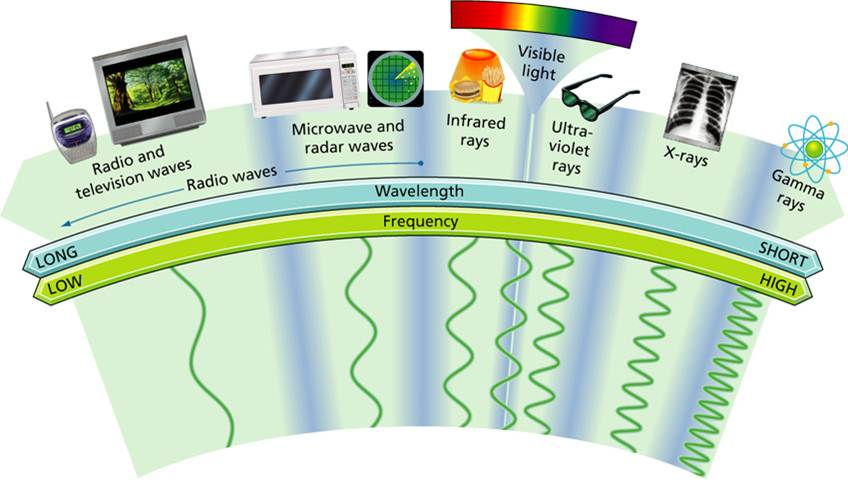 Visible
light
Radio and
television waves
Microwave and
radar waves
Infrared
rays
Ultra-
violet
rays
X-rays
Gamma
rays
Radio waves
Wavelength
LONG
SHORT
Frequency
LOW
HIGH